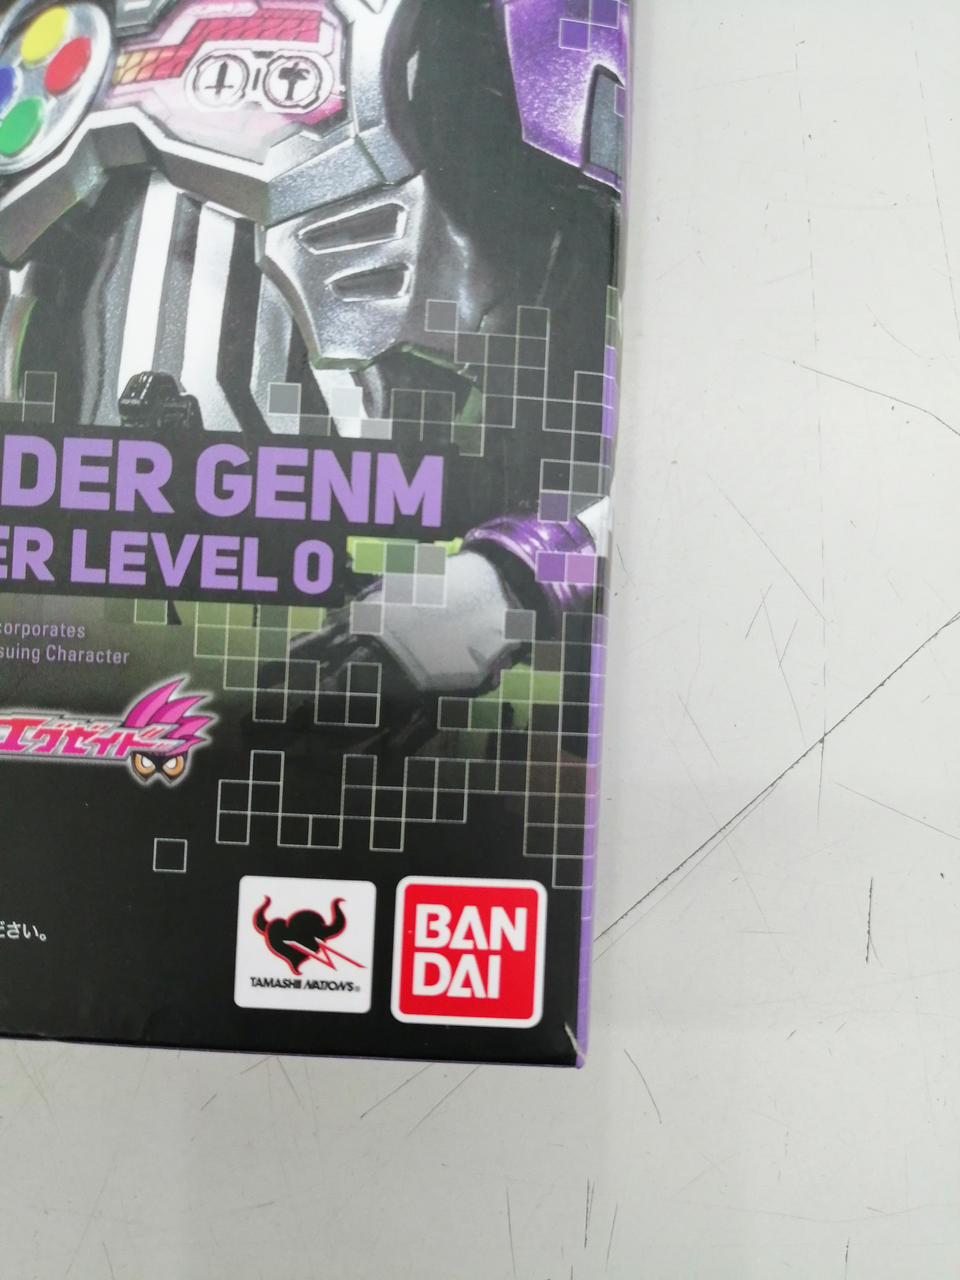 DER GENM
ER LEVEL 0
corporates
suing Character
エグゼイド
ださい。
TAMASHII NATIONS
BAN
DAI